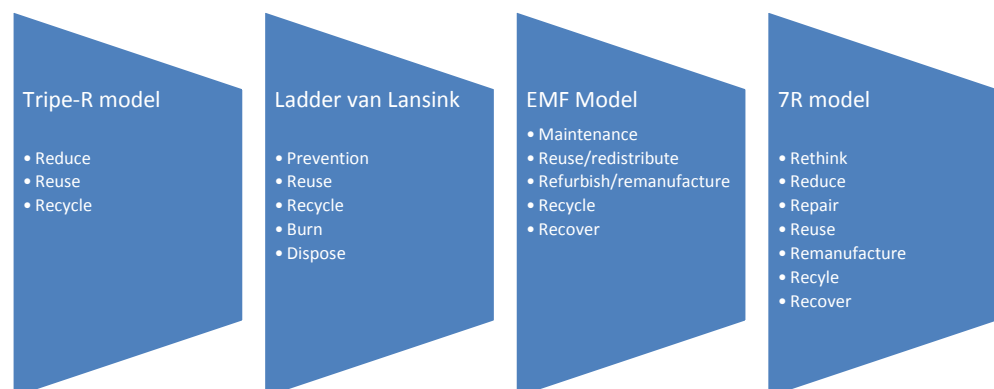 Tripe-R model
• Reduce
• Reuse
• Recycle
Ladder van Lansink
• Prevention
• Reuse
• Recycle
• Burn
• Dispose
EMF Model
• Maintenance
• Reuse/redistribute
• Refurbish/remanufacture
• Recycle
• Recover
7R model
• Rethink
• Reduce
• Repair
• Reuse
• Remanufacture
• Recyle
• Recover